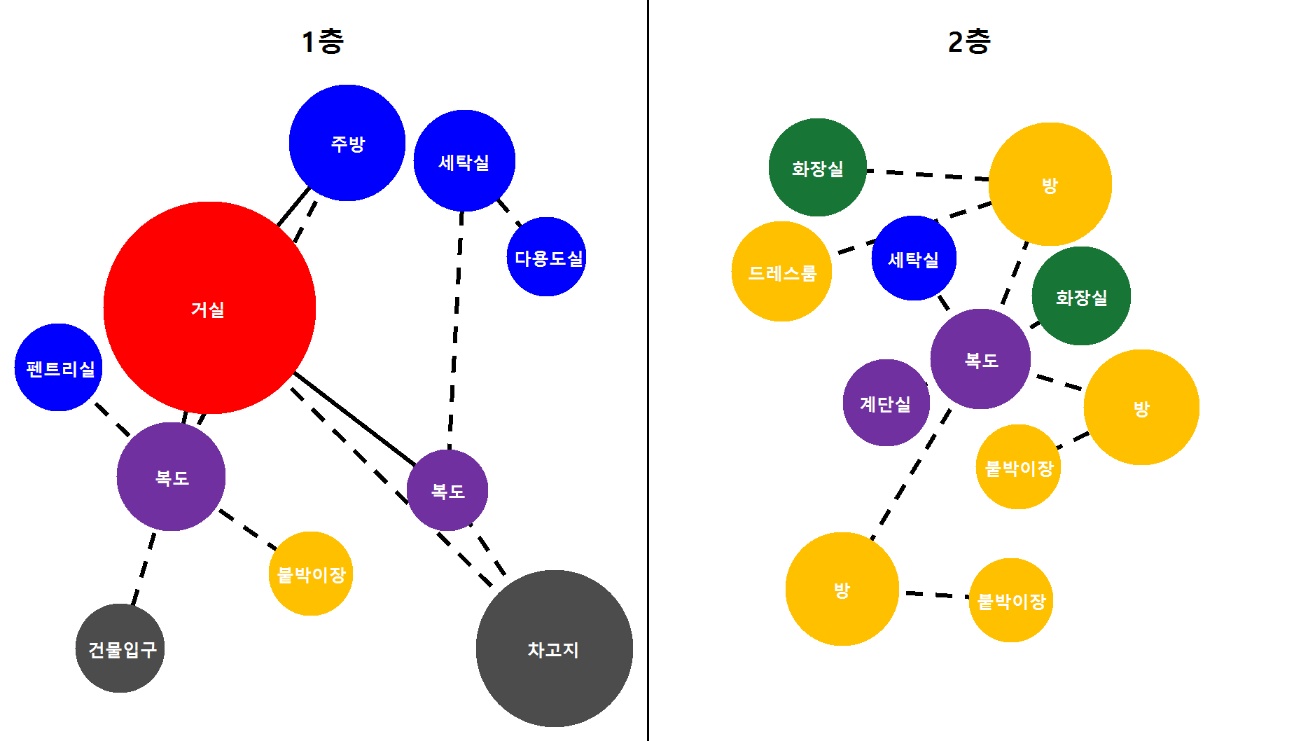 1층
주방
세탁실
다용도실
거실
펜트리실
복도
복도
붙박이장
건물입구
차고지
2층
화장실
방
드레스룸
세탁실
화장실
복도
계단실
방
붙박이장
방
붙박이장